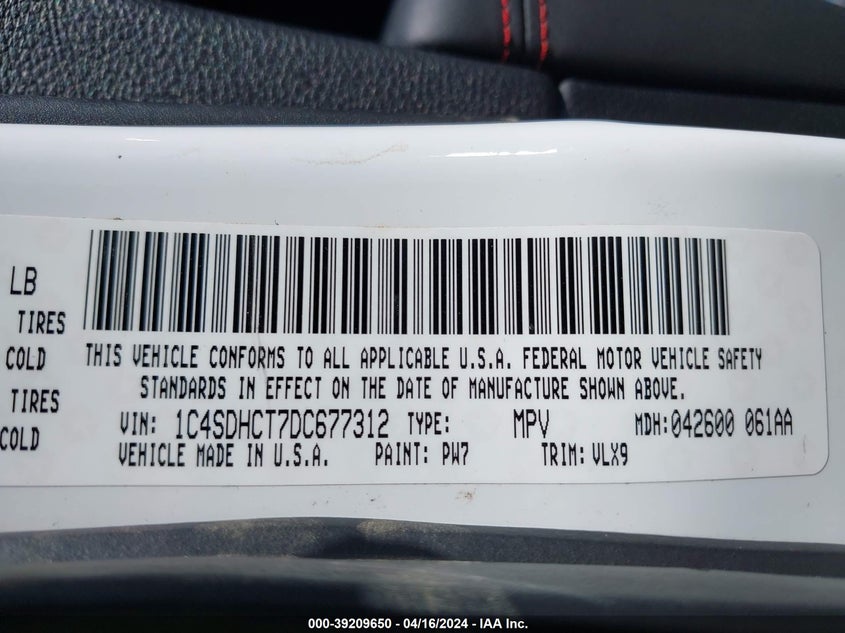 LB
TIRES
COLD
TIRES
COLD
THIS VEHICLE CONFORMS TO ALL APPLICABLE U.S.A. FEDERAL MOTOR VEHICLE SAFETY
STANDARDS IN EFFECT ON THE DATE OF MANUFACTURE SHOWN ABOVE.
VIN: 1C4SDHCT7DC677312 TYPE: MPV MDH: 042600 061AA
VEHICLE MADE IN U.S.A. PAINT: PW7 TRIM: VLX9
000-39209650 - 04/16/2024 - IAA Inc.